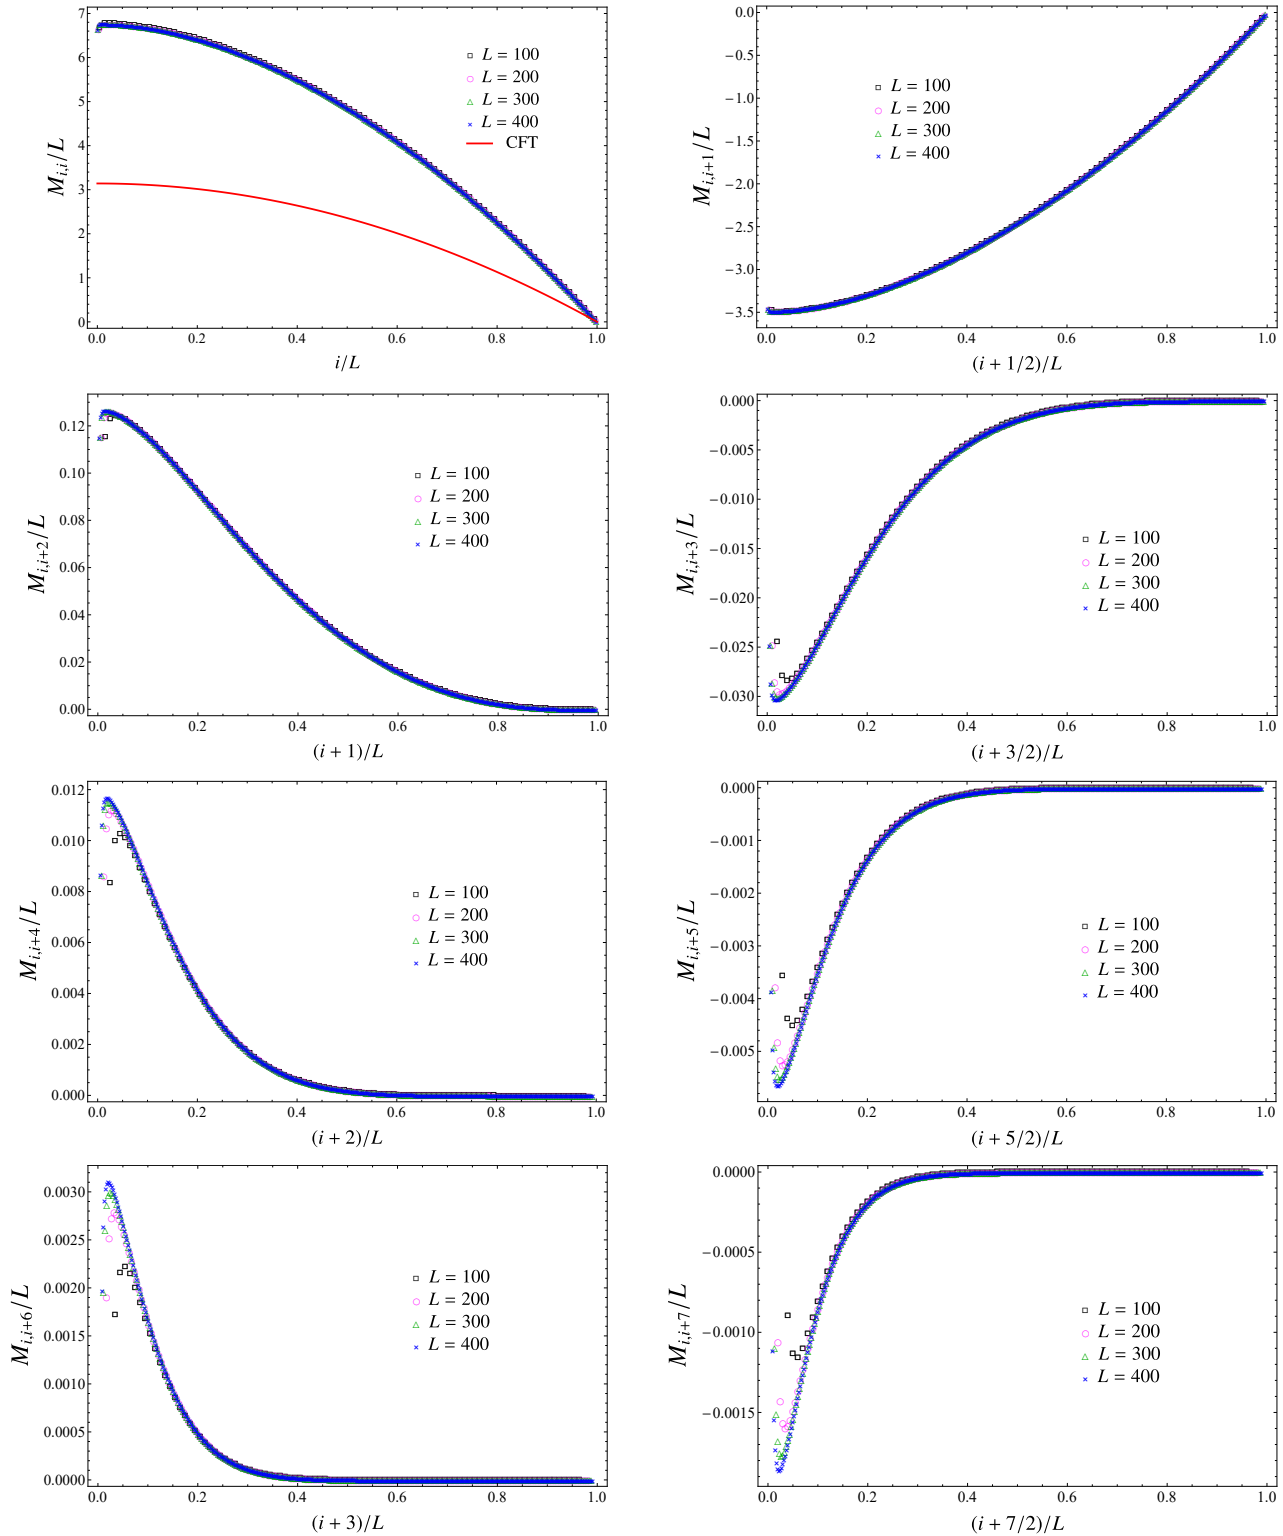 7
6
5
4
3
2
1
0
M_{i,i}/L
L = 100
L = 200
L = 300
L = 400
CFT
0.0 0.2 0.4 0.6 0.8 1.0
i/L
0.0
−0.5
−1.0
−1.5
−2.0
−2.5
−3.0
−3.5
M_{i,i+1}/L
L = 100
L = 200
L = 300
L = 400
0.0 0.2 0.4 0.6 0.8 1.0
(i + 1/2)/L
0.12
0.10
0.08
0.06
0.04
0.02
0.00
M_{i,i+2}/L
L = 100
L = 200
L = 300
L = 400
0.0 0.2 0.4 0.6 0.8 1.0
(i + 1)/L
0.000
−0.005
−0.010
−0.015
−0.020
−0.025
−0.030
M_{i,i+3}/L
L = 100
L = 200
L = 300
L = 400
0.0 0.2 0.4 0.6 0.8 1.0
(i + 3/2)/L
0.012
0.010
0.008
0.006
0.004
0.002
0.000
M_{i,i+4}/L
L = 100
L = 200
L = 300
L = 400
0.0 0.2 0.4 0.6 0.8 1.0
(i + 2)/L
0.000
−0.001
−0.002
−0.003
−0.004
−0.005
M_{i,i+5}/L
L = 100
L = 200
L = 300
L = 400
0.0 0.2 0.4 0.6 0.8 1.0
(i + 5/2)/L
0.0030
0.0025
0.0020
0.0015
0.0010
0.0005
0.0000
M_{i,i+6}/L
L = 100
L = 200
L = 300
L = 400
0.0 0.2 0.4 0.6 0.8 1.0
(i + 3)/L
0.0000
−0.0005
−0.0010
−0.0015
M_{i,i+7}/L
L = 100
L = 200
L = 300
L = 400
0.0 0.2 0.4 0.6 0.8 1.0
(i + 7/2)/L